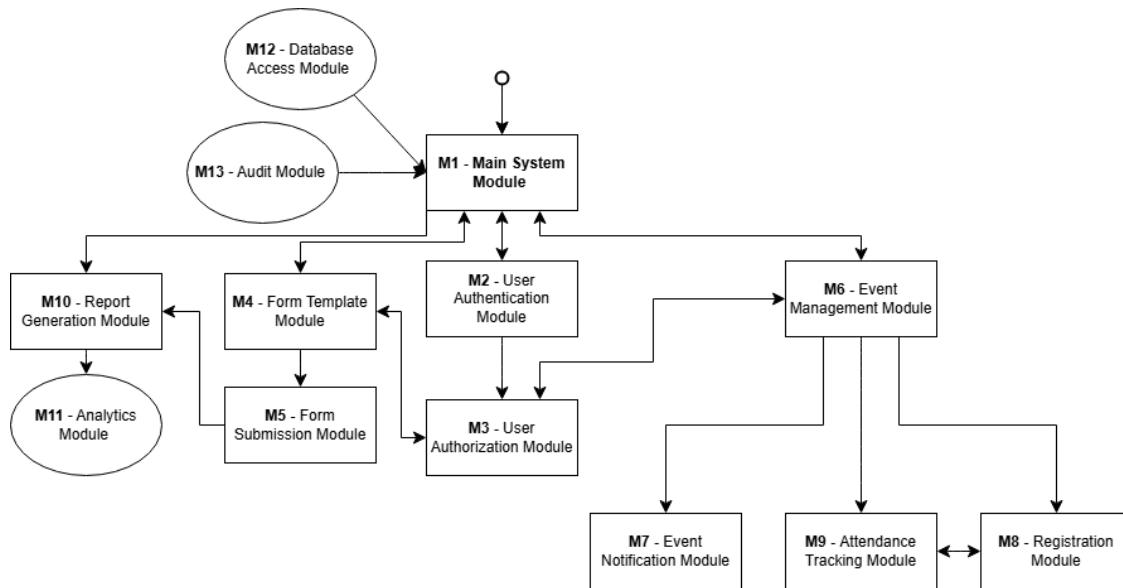 M12 - Database
Access Module
M13 - Audit Module
M1 - Main System
Module
M10 - Report
Generation Module
M4 - Form Template
Module
M2 - User
Authentication
Module
M6 - Event
Management Module
M11 - Analytics
Module
M5 - Form
Submission Module
M3 - User
Authorization Module
M7 - Event
Notification Module
M9 - Attendance
Tracking Module
M8 - Registration
Module